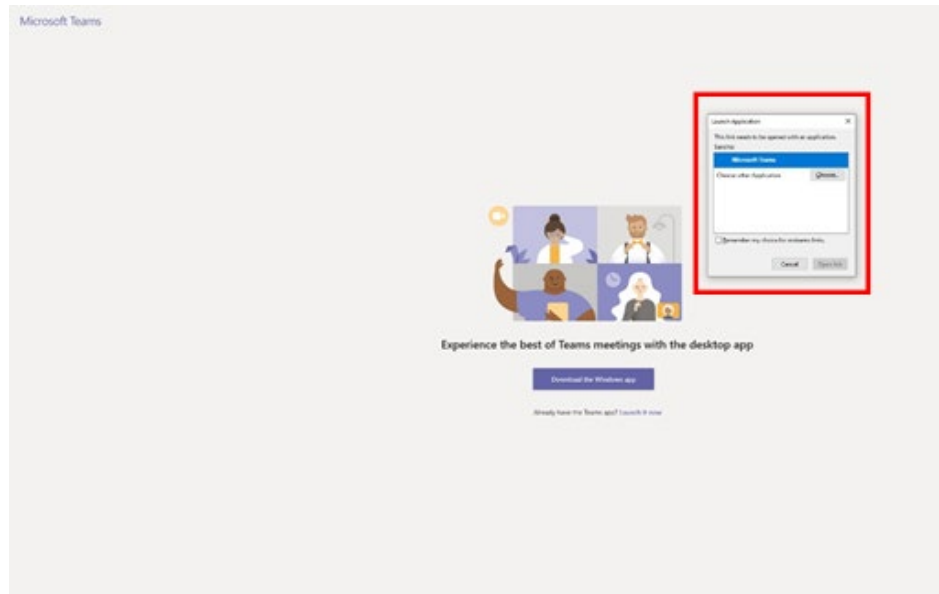 Microsoft Teams
Launch Application
This link needs to be opened with an application.
Send to:
Microsoft Teams
Choose other Application
Choose...
Remember my choice for links.
Cancel
Open link
Experience the best of Teams meetings with the desktop app
Download the Windows app
Already have the Teams app? Launch it now